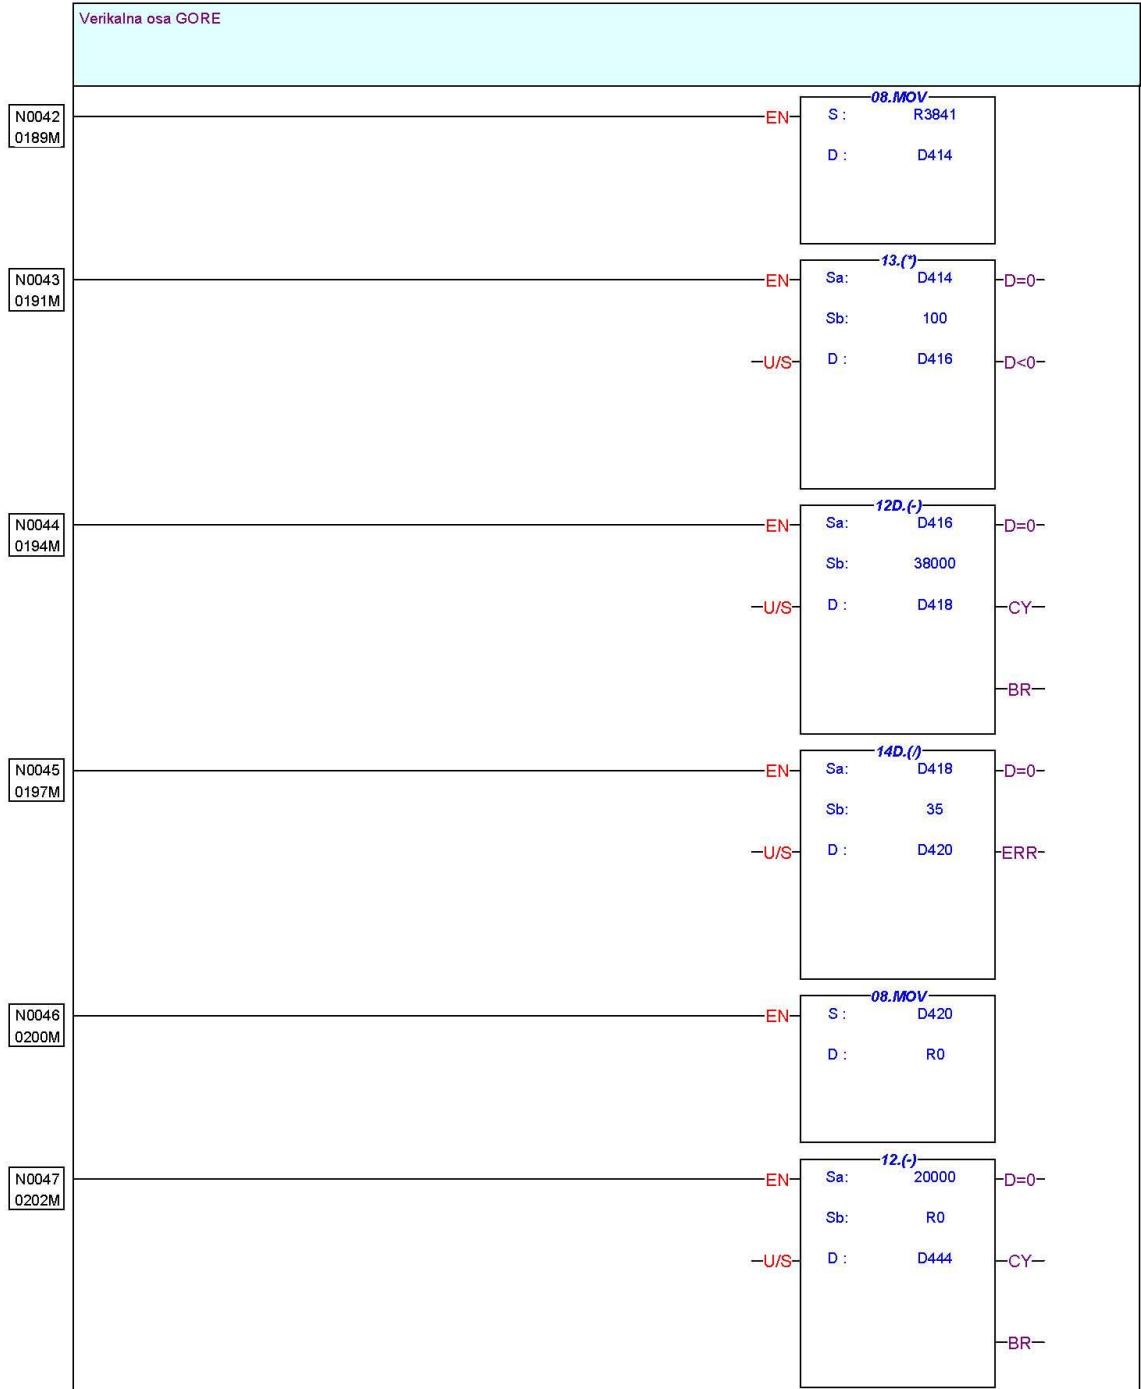 Verikalna osa GORE
08.MOV
N0042
0189M
EN
S : R3841
D : D414
13.(*)
N0043
0191M
EN
Sa: D414
D=0
Sb: 100
U/S
D : D416
D<0
12D.(-)
N0044
0194M
EN
Sa: D416
D=0
Sb: 38000
U/S
D : D418
CY
BR
14D.(/)
N0045
0197M
EN
Sa: D418
D=0
Sb: 35
U/S
D : D420
ERR
08.MOV
N0046
0200M
EN
S : D420
D : R0
12.(-)
N0047
0202M
EN
Sa: 20000
D=0
Sb: R0
U/S
D : D444
CY
BR